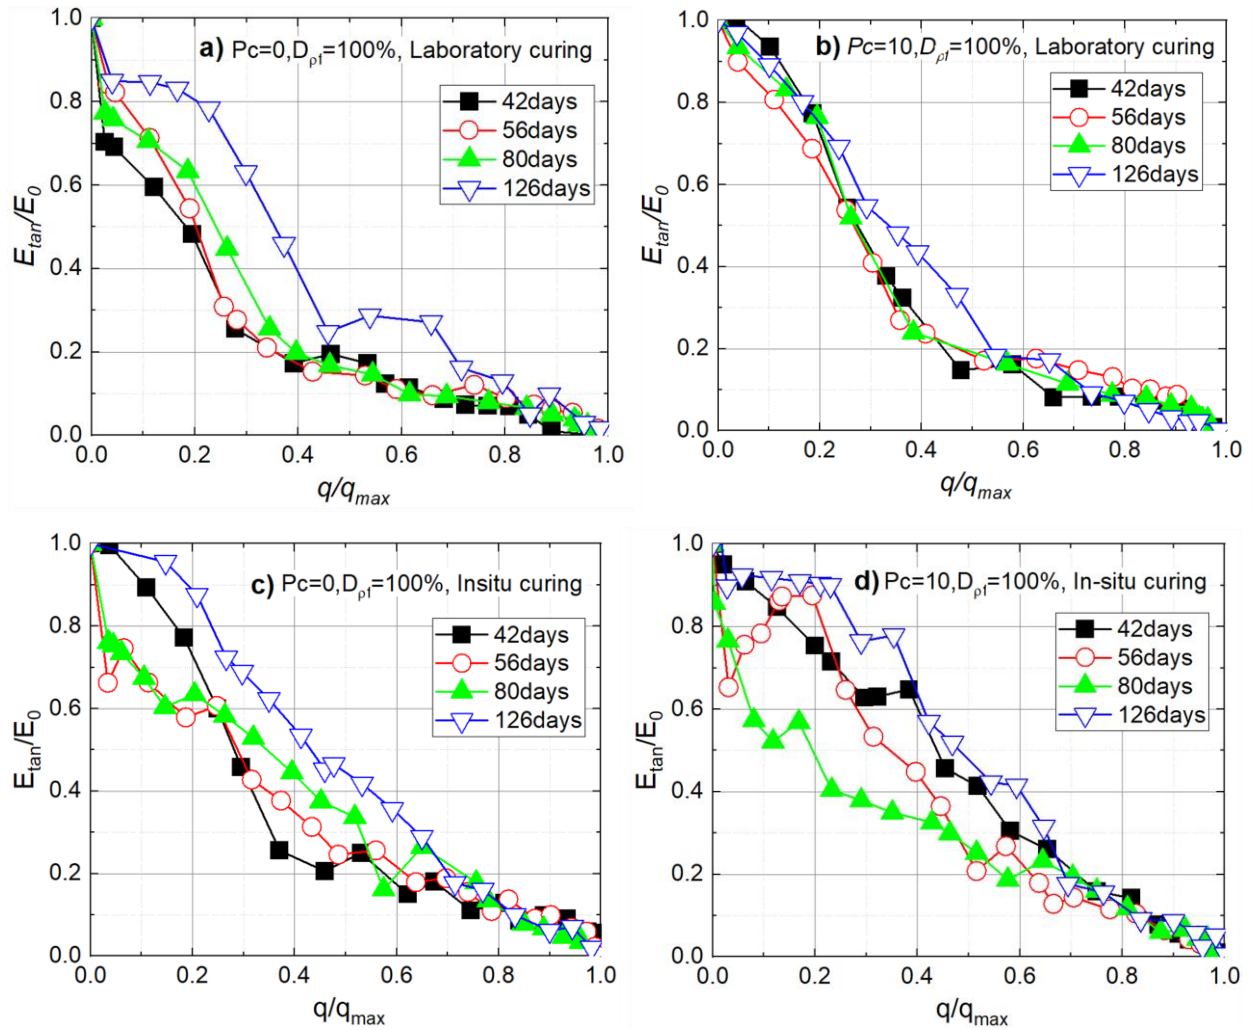 a) Pc=0,Dρf=100%, Laboratory curing
42days
56days
80days
126days
Etan/E0
1.0
0.8
0.6
0.4
0.2
0.0
0.0 0.2 0.4 0.6 0.8 1.0
q/qmax
b) Pc=10,Dρf=100%, Laboratory curing
42days
56days
80days
126days
Etan/E0
1.0
0.8
0.6
0.4
0.2
0.0
0.0 0.2 0.4 0.6 0.8 1.0
q/qmax
c) Pc=0,Dρf=100%, Insitu curing
42days
56days
80days
126days
Etan/E0
1.0
0.8
0.6
0.4
0.2
0.0
0.0 0.2 0.4 0.6 0.8 1.0
q/qmax
d) Pc=10,Dρf=100%, In-situ curing
42days
56days
80days
126days
Etan/E0
1.0
0.8
0.6
0.4
0.2
0.0
0.0 0.2 0.4 0.6 0.8 1.0
q/qmax